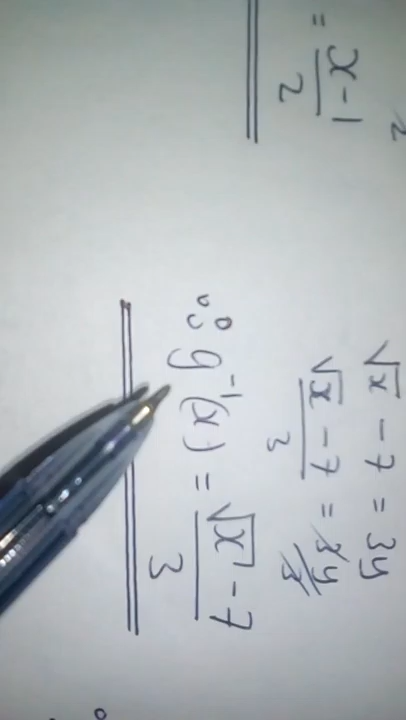 = x - 1 / 2
√x - 7 = 3y
√x - 7 / 3 = 3y / 3
∴ g⁻¹(x) = √x - 7 / 3